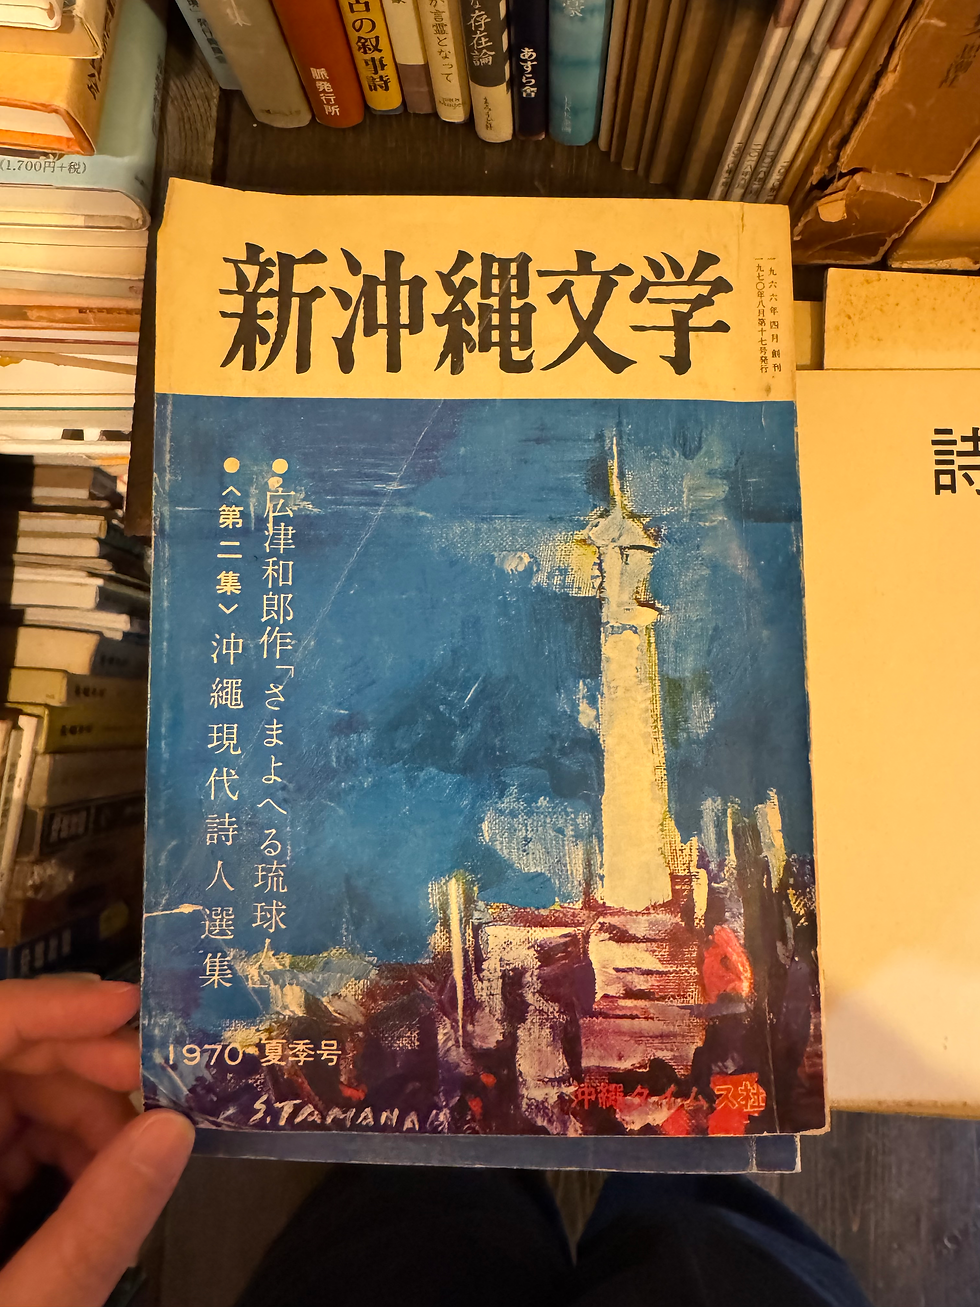 新沖縄文学
一九六六年四月創刊
一九七〇年八月第十七号発行
●広津和郎作「さまよへる琉球人」
●〈第二集〉沖繩現代詩人選集
1970 夏季号
沖繩タイムス社
S.TAMANAH
(1,700円+税)
脈発行所
古の叙事詩
が言霊となって
な存在論
あすら舎
詩